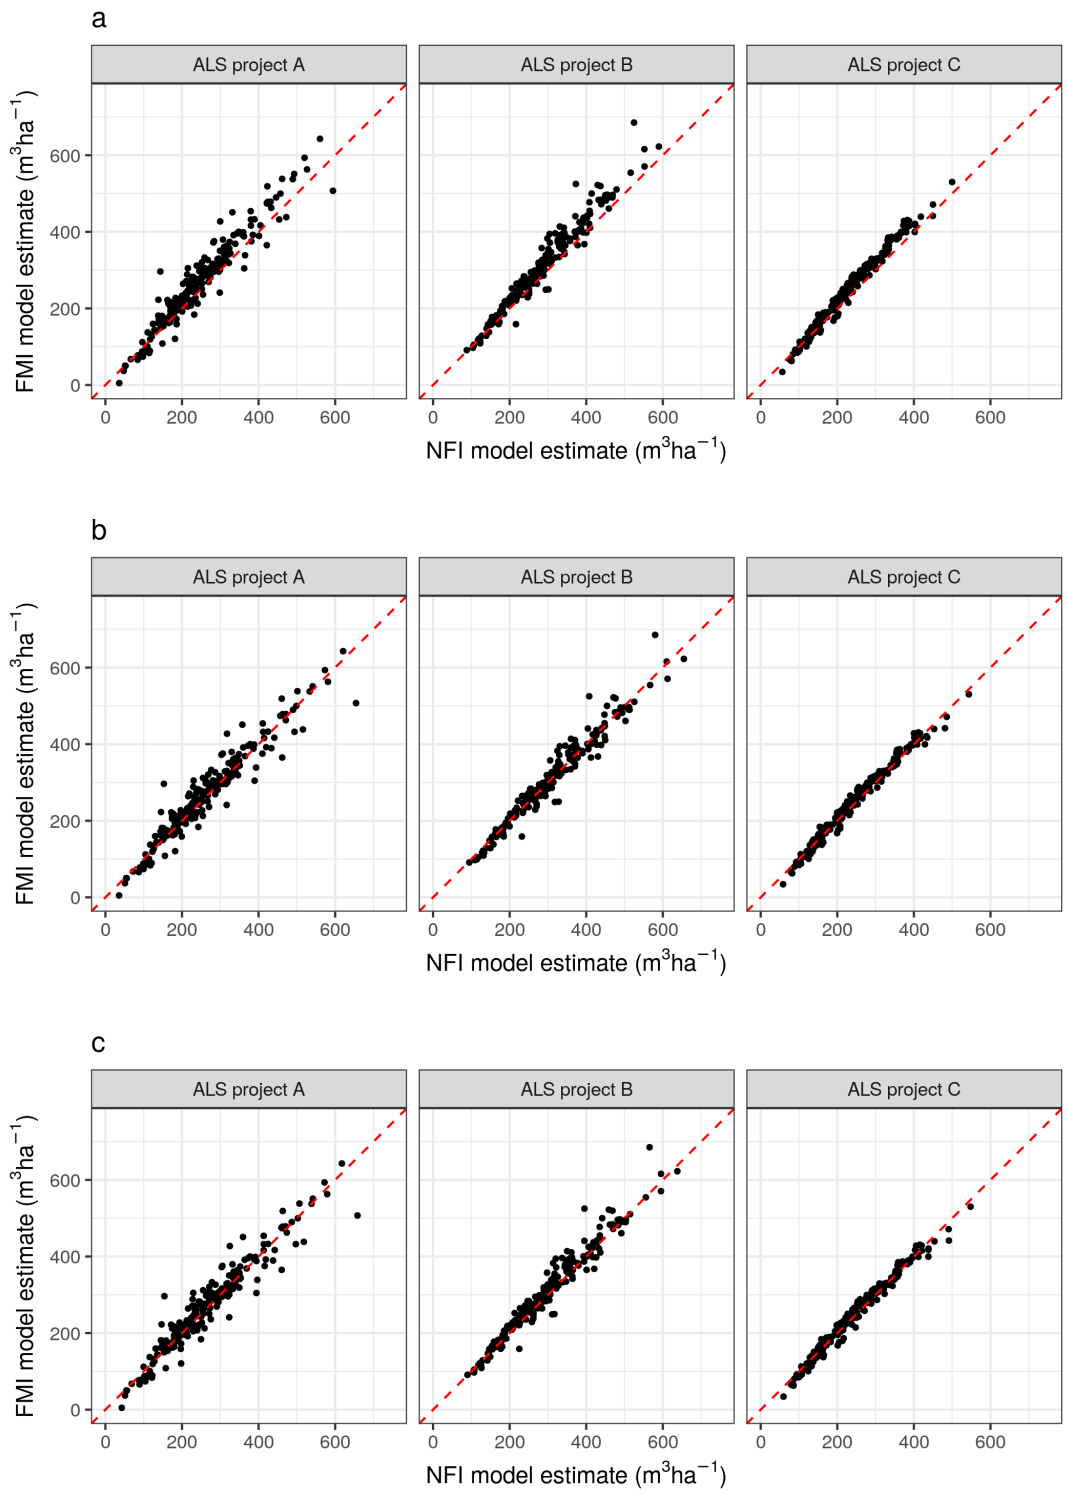 a
ALS project A ALS project B ALS project C
FMI model estimate (m³ha⁻¹)
600
400
200
0
0 200 400 600 0 200 400 600 0 200 400 600
NFI model estimate (m³ha⁻¹)
b
ALS project A ALS project B ALS project C
FMI model estimate (m³ha⁻¹)
600
400
200
0
0 200 400 600 0 200 400 600 0 200 400 600
NFI model estimate (m³ha⁻¹)
c
ALS project A ALS project B ALS project C
FMI model estimate (m³ha⁻¹)
600
400
200
0
0 200 400 600 0 200 400 600 0 200 400 600
NFI model estimate (m³ha⁻¹)